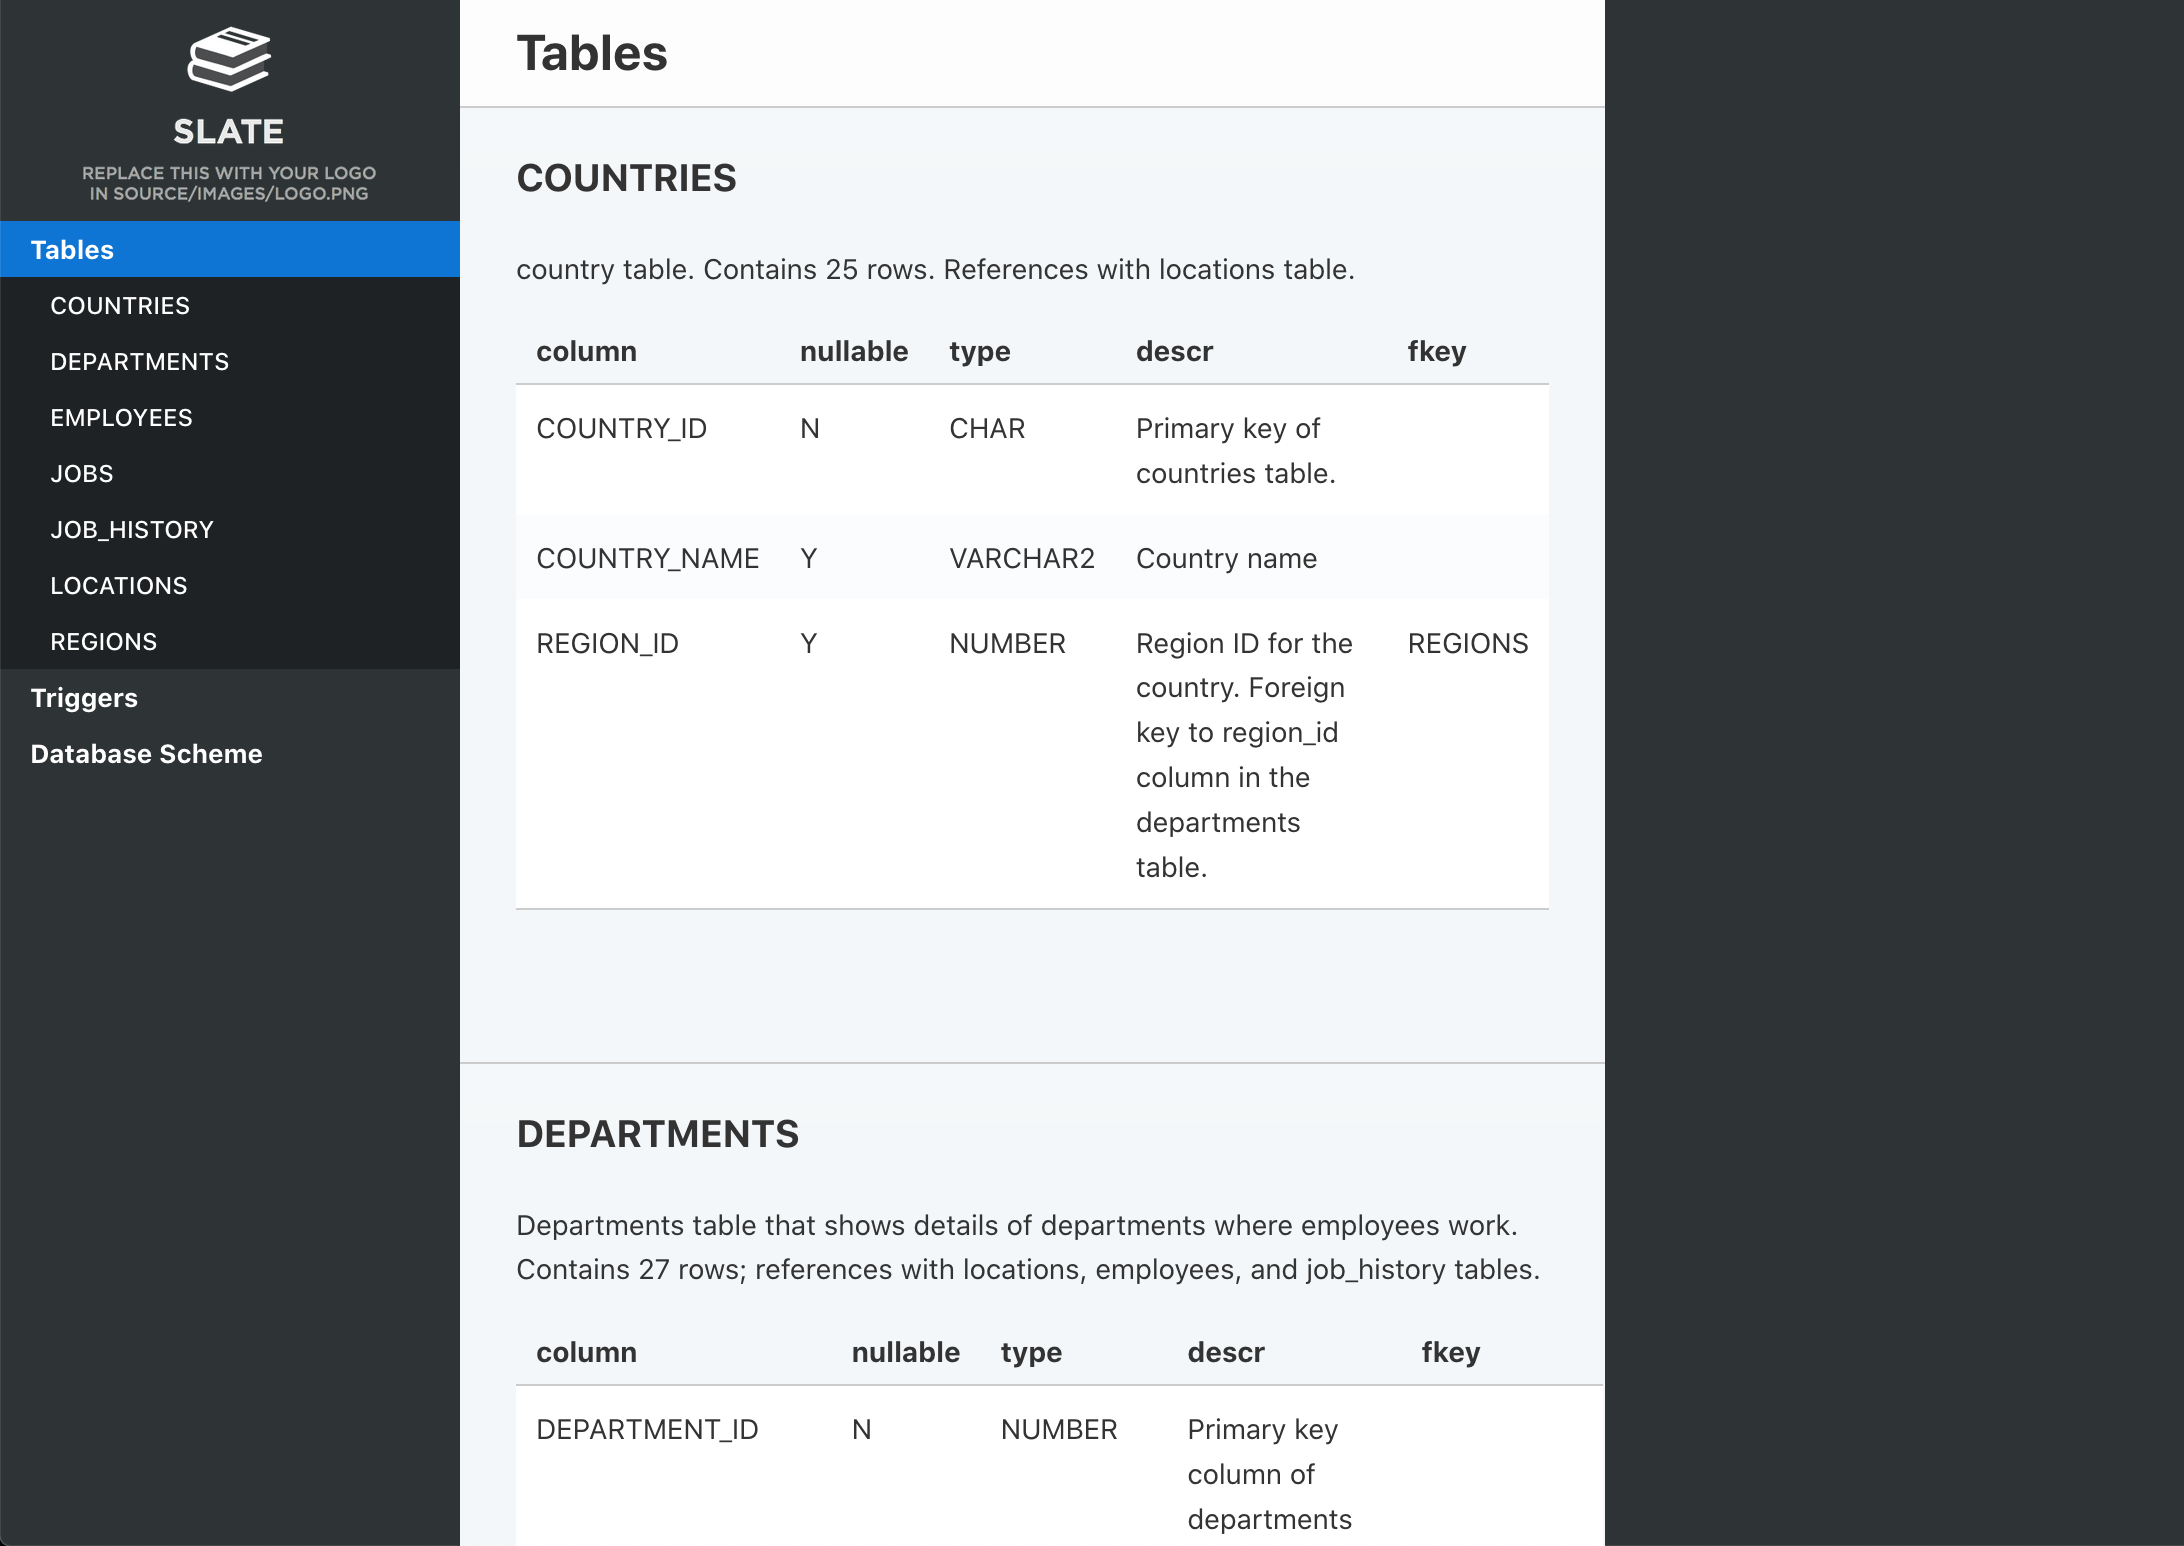 SLATE
REPLACE THIS WITH YOUR LOGO
IN SOURCE/IMAGES/LOGO.PNG
Tables
COUNTRIES
DEPARTMENTS
EMPLOYEES
JOBS
JOB_HISTORY
LOCATIONS
REGIONS
Triggers
Database Scheme
Tables
COUNTRIES
country table. Contains 25 rows. References with locations table.
column nullable type descr fkey
COUNTRY_ID N CHAR Primary key of
countries table.
COUNTRY_NAME Y VARCHAR2 Country name
REGION_ID Y NUMBER Region ID for the REGIONS
country. Foreign
key to region_id
column in the
departments
table.
DEPARTMENTS
Departments table that shows details of departments where employees work.
Contains 27 rows; references with locations, employees, and job_history tables.
column nullable type descr fkey
DEPARTMENT_ID N NUMBER Primary key
column of
departments